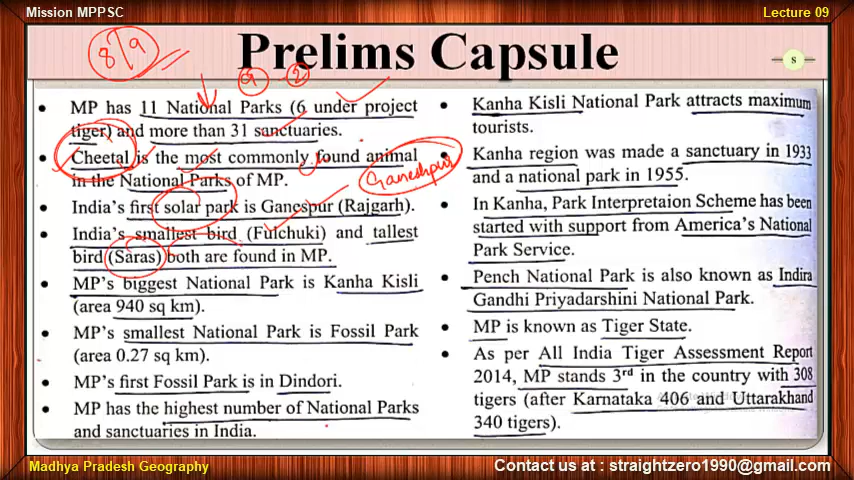 Mission MPPSC
Lecture 09
8/9
Prelims Capsule
8
9 - 2
• MP has 11 National Parks (6 under project
tiger) and more than 31 sanctuaries.
• Cheetal is the most commonly found animal
in the National Parks of MP.
Ganeshpur
• India's first solar park is Ganespur (Rajgarh).
• India's smallest bird (Fulchuki) and tallest
bird (Saras) both are found in MP.
• MP's biggest National Park is Kanha Kisli
(area 940 sq km).
• MP's smallest National Park is Fossil Park
(area 0.27 sq km).
• MP's first Fossil Park is in Dindori.
• MP has the highest number of National Parks
and sanctuaries in India.
• Kanha Kisli National Park attracts maximum
tourists.
• Kanha region was made a sanctuary in 1933
and a national park in 1955.
• In Kanha, Park Interpretaion Scheme has been
started with support from America's National
Park Service.
• Pench National Park is also known as Indira
Gandhi Priyadarshini National Park.
• MP is known as Tiger State.
• As per All India Tiger Assessment Report
2014, MP stands 3rd in the country with 308
tigers (after Karnataka 406 and Uttarakhand
340 tigers).
Madhya Pradesh Geography
Contact us at : straightzero1990@gmail.com